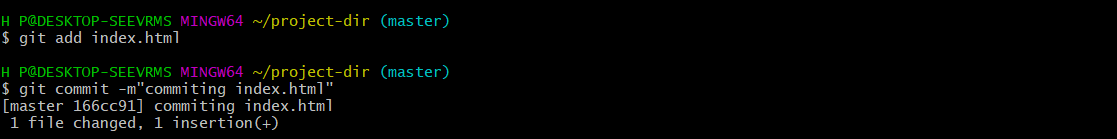 H P@DESKTOP-SEEVRMS MINGW64 ~/project-dir (master)
$ git add index.html
H P@DESKTOP-SEEVRMS MINGW64 ~/project-dir (master)
$ git commit -m"commiting index.html"
[master 166cc91] commiting index.html
 1 file changed, 1 insertion(+)